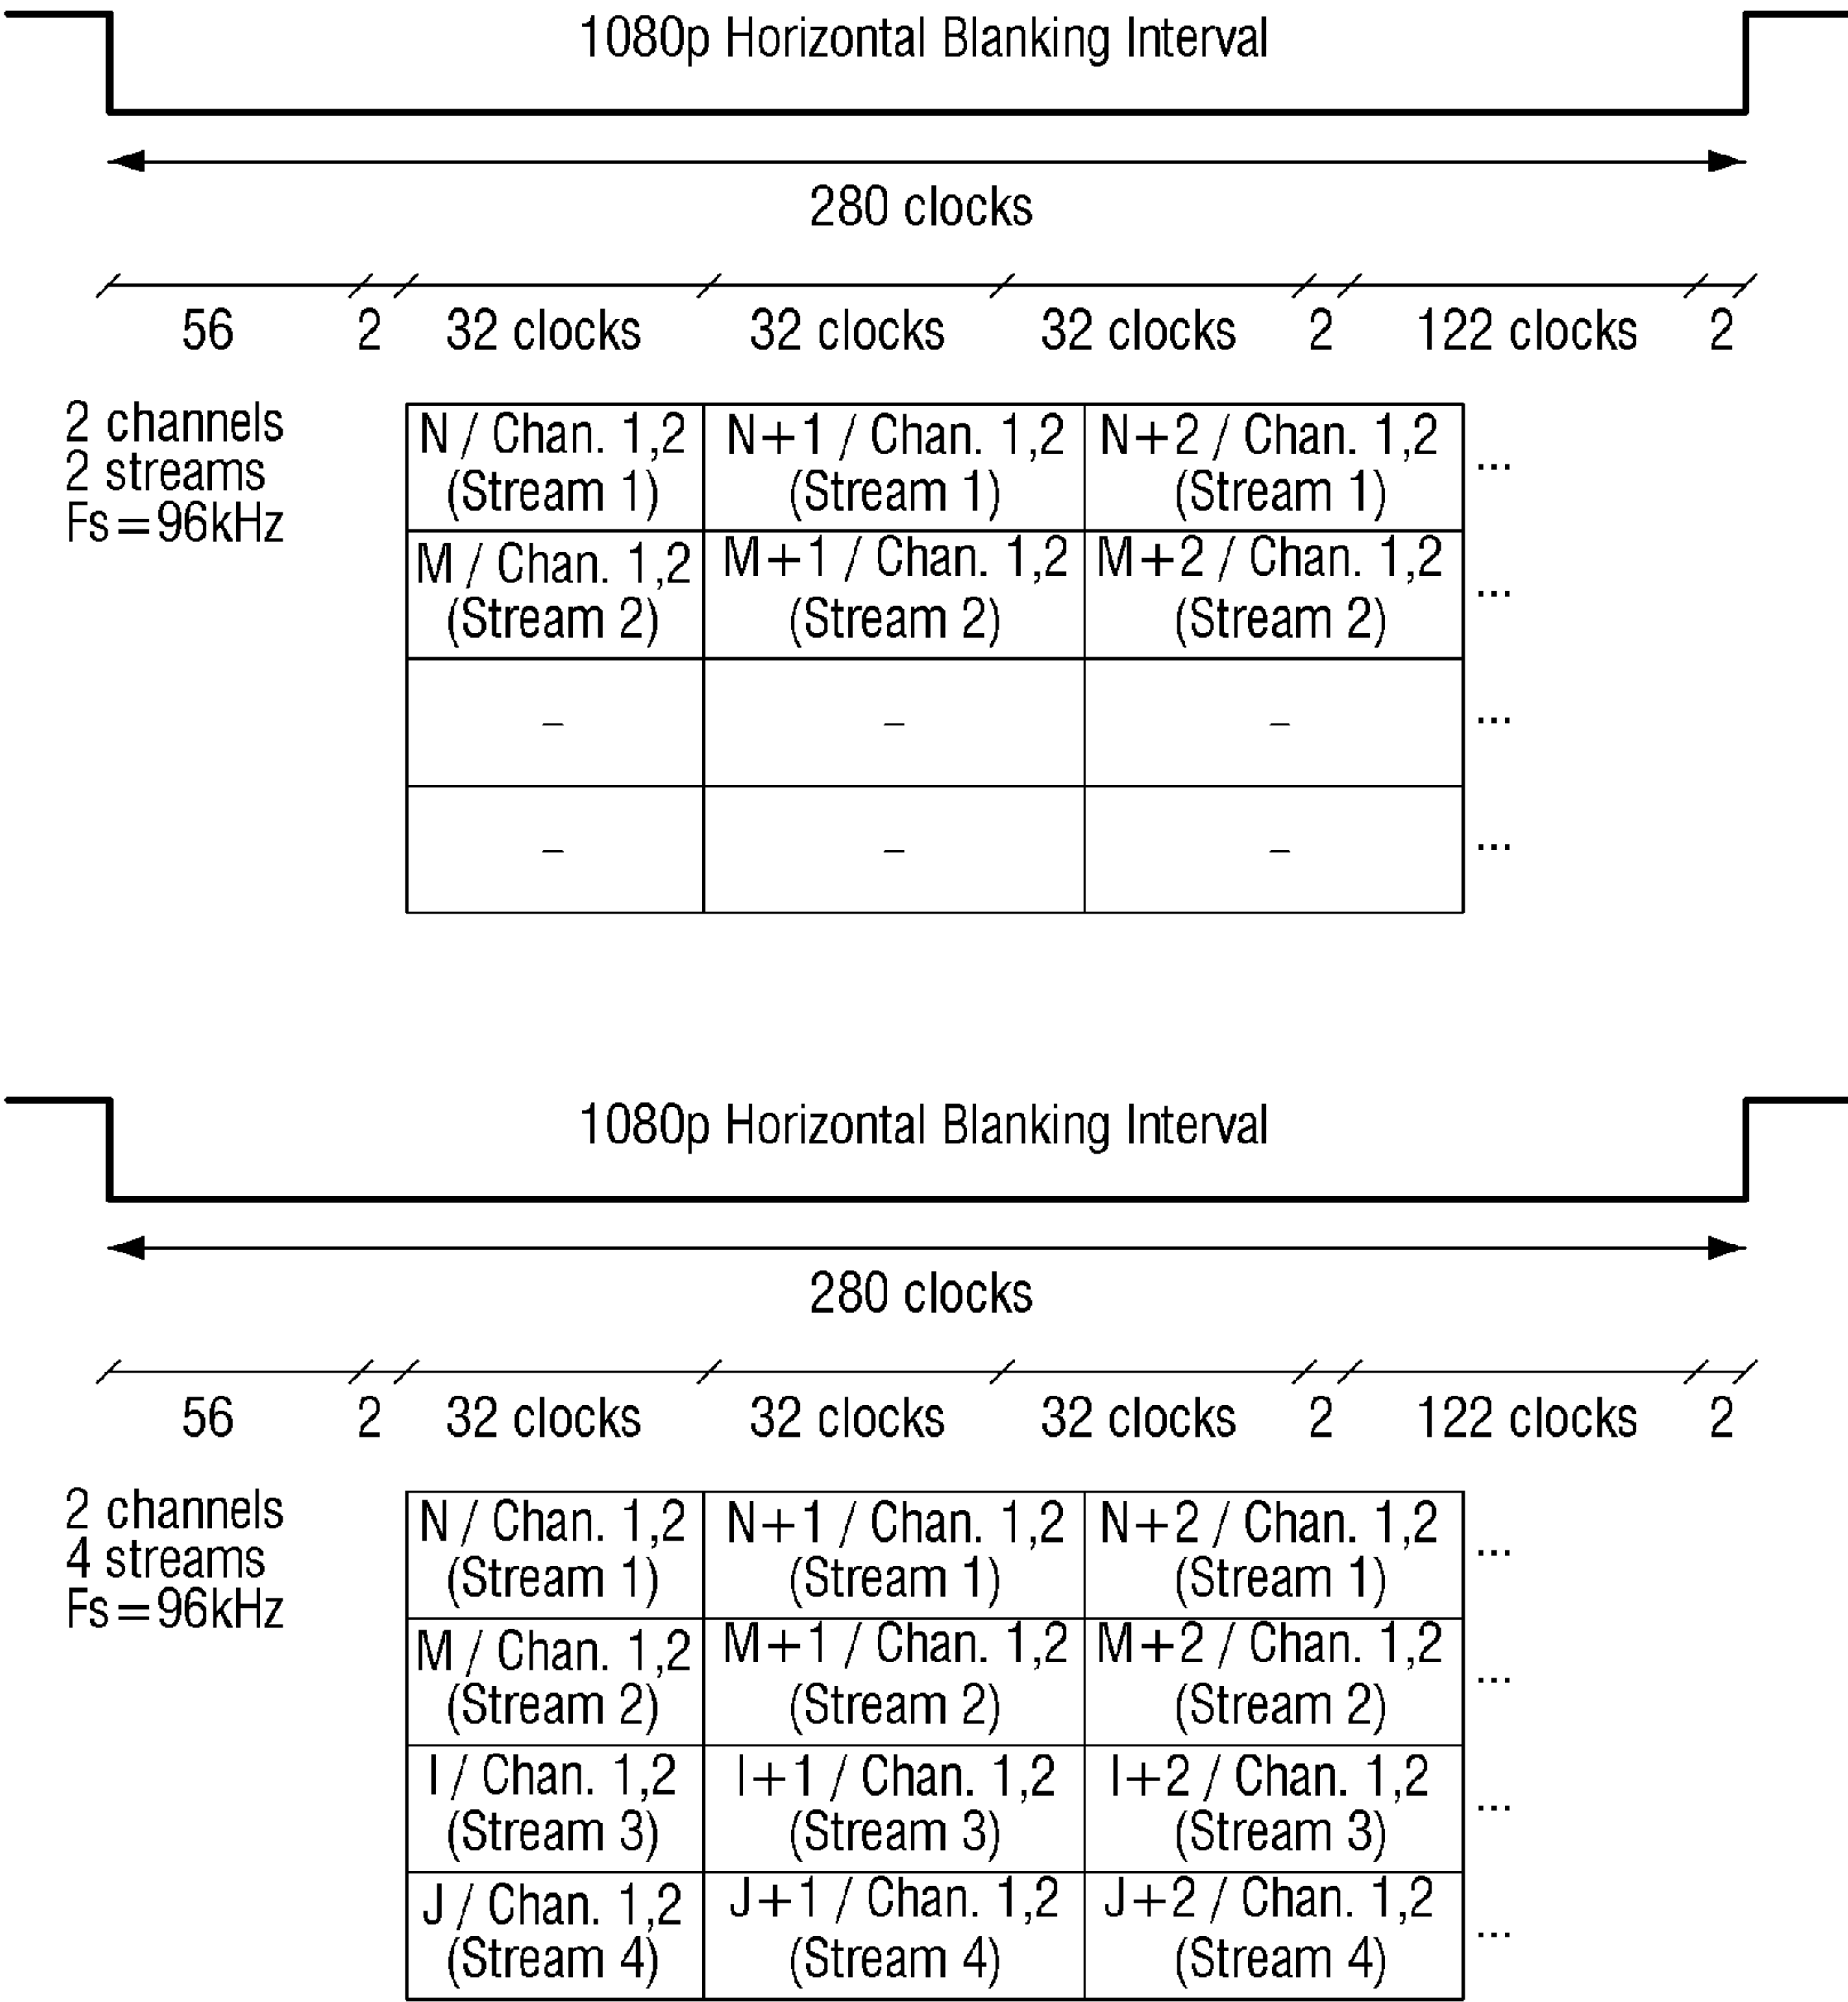 1080p Horizontal Blanking Interval
280 clocks
56 2 32 clocks 32 clocks 32 clocks 2 122 clocks 2
2 channels
2 streams
Fs=96kHz
N / Chan. 1,2 N+1 / Chan. 1,2 N+2 / Chan. 1,2 ...
(Stream 1) (Stream 1) (Stream 1)
M / Chan. 1,2 M+1 / Chan. 1,2 M+2 / Chan. 1,2 ...
(Stream 2) (Stream 2) (Stream 2)
– – – ...
– – – ...
1080p Horizontal Blanking Interval
280 clocks
56 2 32 clocks 32 clocks 32 clocks 2 122 clocks 2
2 channels
4 streams
Fs=96kHz
N / Chan. 1,2 N+1 / Chan. 1,2 N+2 / Chan. 1,2 ...
(Stream 1) (Stream 1) (Stream 1)
M / Chan. 1,2 M+1 / Chan. 1,2 M+2 / Chan. 1,2 ...
(Stream 2) (Stream 2) (Stream 2)
I / Chan. 1,2 I+1 / Chan. 1,2 I+2 / Chan. 1,2 ...
(Stream 3) (Stream 3) (Stream 3)
J / Chan. 1,2 J+1 / Chan. 1,2 J+2 / Chan. 1,2 ...
(Stream 4) (Stream 4) (Stream 4)